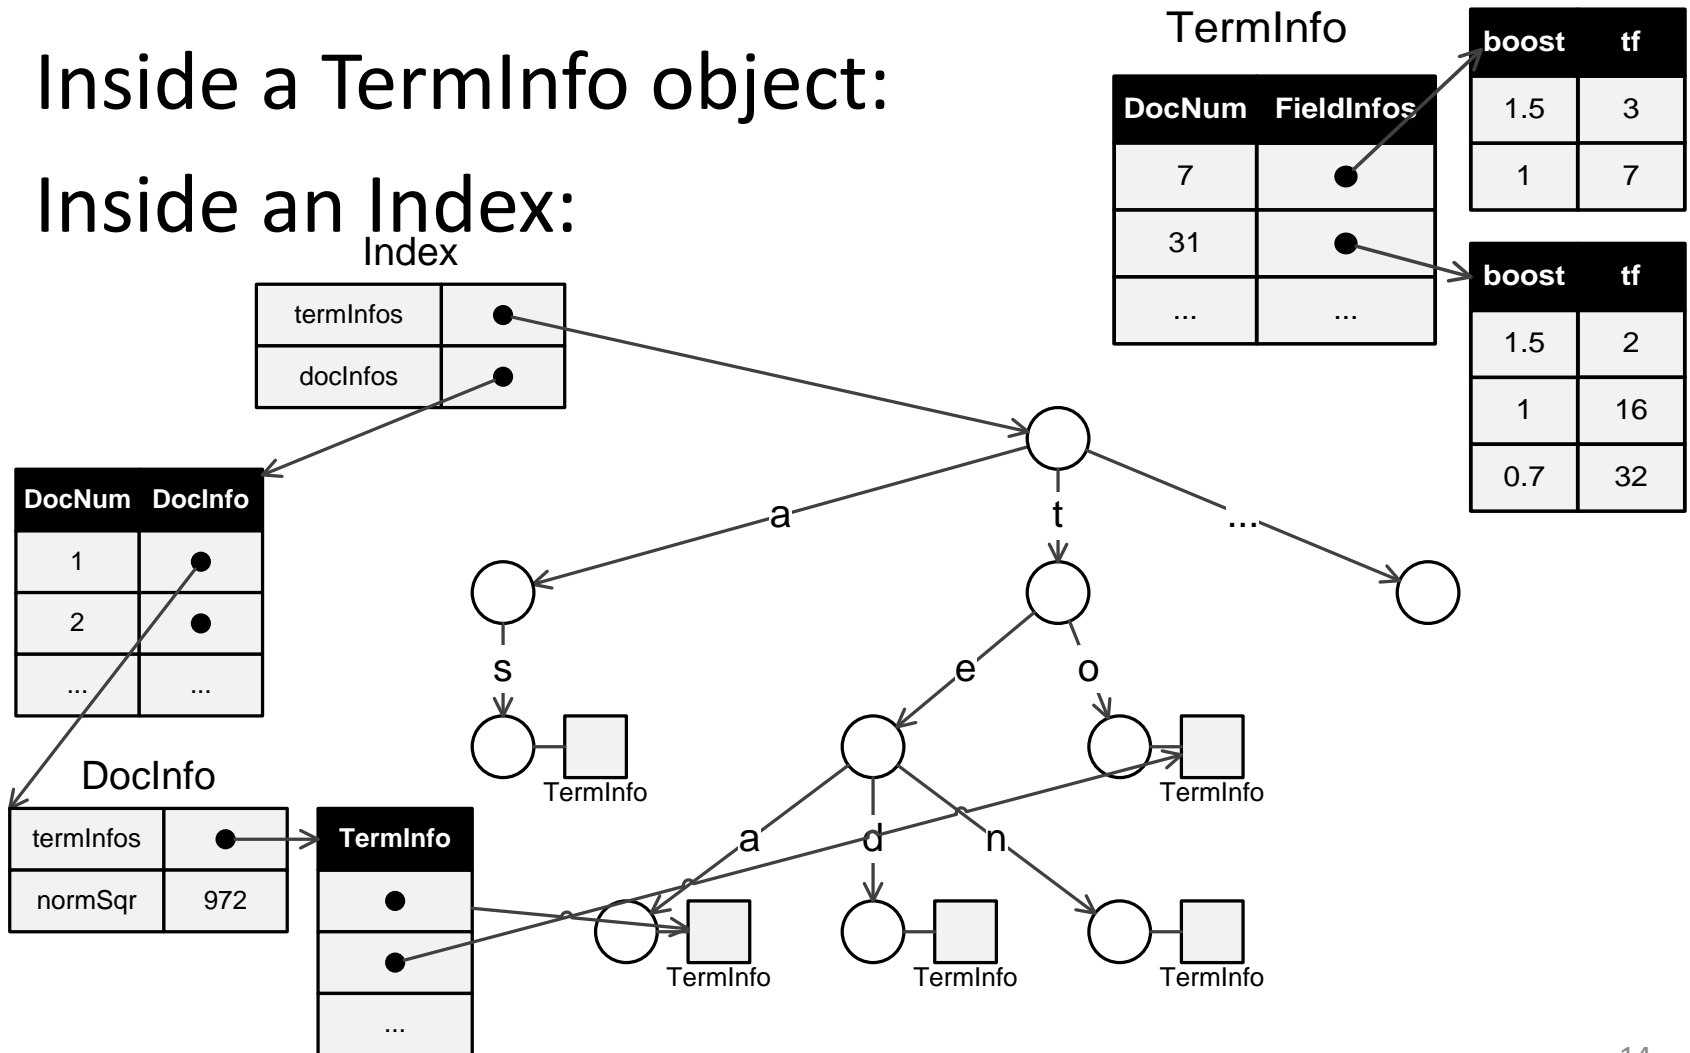 Inside a TermInfo object:
Inside an Index:
TermInfo
DocNum FieldInfos
7
31
... ...
boost tf
1.5 3
1 7
boost tf
1.5 2
1 16
0.7 32
Index
termInfos
docInfos
DocNum DocInfo
1
2
... ...
DocInfo
termInfos
normSqr 972
TermInfo
...
a t ...
s e o
TermInfo TermInfo
a d n
TermInfo TermInfo TermInfo
14